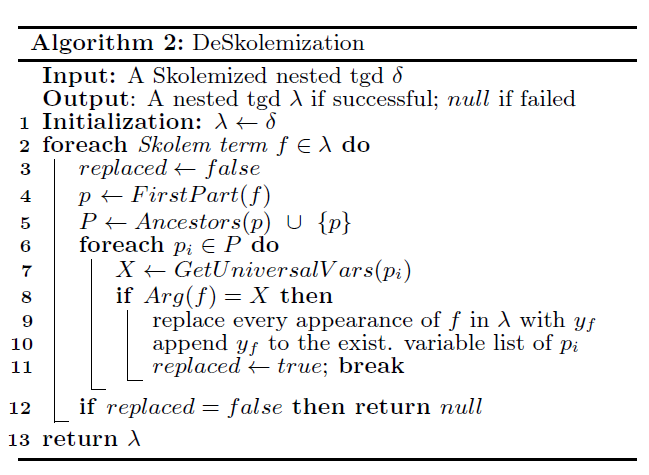 Algorithm 2: DeSkolemization
Input: A Skolemized nested tgd δ
Output: A nested tgd λ if successful; null if failed
1 Initialization: λ ← δ
2 foreach Skolem term f ∈ λ do
3 replaced ← false
4 p ← FirstPart(f)
5 P ← Ancestors(p) ∪ {p}
6 foreach pᵢ ∈ P do
7 X ← GetUniversalVars(pᵢ)
8 if Arg(f) = X then
9 replace every appearance of f in λ with y_f
10 append y_f to the exist. variable list of pᵢ
11 replaced ← true; break
12 if replaced = false then return null
13 return λ